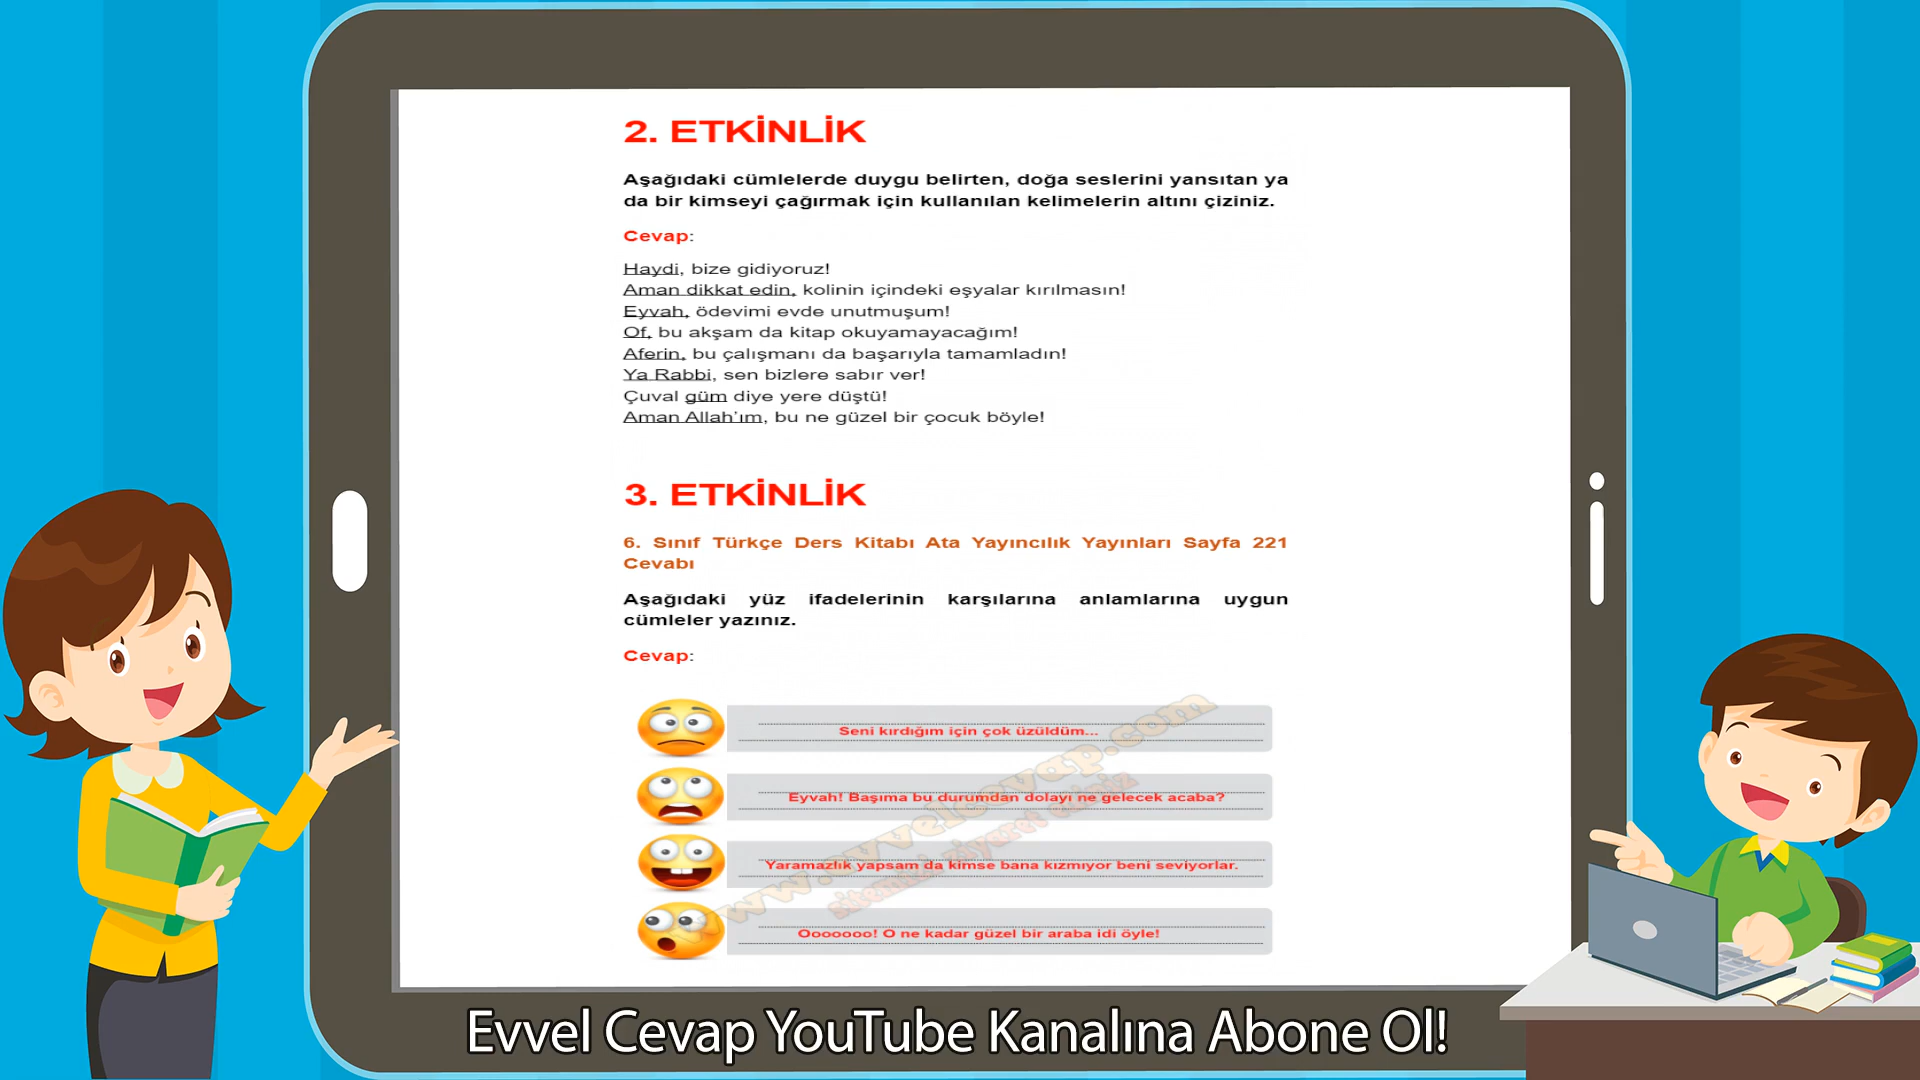 2. ETKİNLİK
Aşağıdaki cümlelerde duygu belirten, doğa seslerini yansıtan ya
da bir kimseyi çağırmak için kullanılan kelimelerin altını çiziniz.
Cevap:
Haydi, bize gidiyoruz!
Aman dikkat edin, kolinin içindeki eşyalar kırılmasın!
Eyvah, ödevimi evde unutmuşum!
Of, bu akşam da kitap okuyamayacağım!
Aferin, bu çalışmanı da başarıyla tamamladın!
Ya Rabbi, sen bizlere sabır ver!
Çuval güm diye yere düştü!
Aman Allah'ım, bu ne güzel bir çocuk böyle!
3. ETKİNLİK
6. Sınıf Türkçe Ders Kitabı Ata Yayıncılık Yayınları Sayfa 221
Cevabı
Aşağıdaki yüz ifadelerinin karşılarına anlamlarına uygun
cümleler yazınız.
Cevap:
Seni kırdığım için çok üzüldüm...
Eyvah! Başıma bu durumdan dolayı ne gelecek acaba?
Yaramazlık yapsam da kimse bana kızmıyor beni seviyorlar.
Ooooooo! O ne kadar güzel bir araba idi öyle!
www.evvelcevap.com
sitemizi ziyaret ediniz
Evvel Cevap YouTube Kanalına Abone Ol!